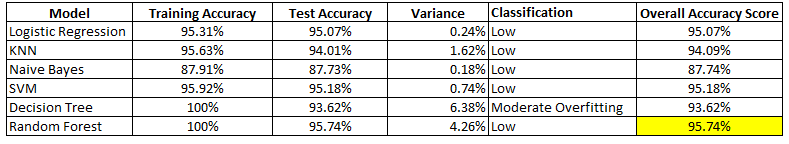 Model Training Accuracy Test Accuracy Variance Classification Overall Accuracy Score
Logistic Regression 95.31% 95.07% 0.24% Low 95.07%
KNN 95.63% 94.01% 1.62% Low 94.09%
Naive Bayes 87.91% 87.73% 0.18% Low 87.74%
SVM 95.92% 95.18% 0.74% Low 95.18%
Decision Tree 100% 93.62% 6.38% Moderate Overfitting 93.62%
Random Forest 100% 95.74% 4.26% Low 95.74%